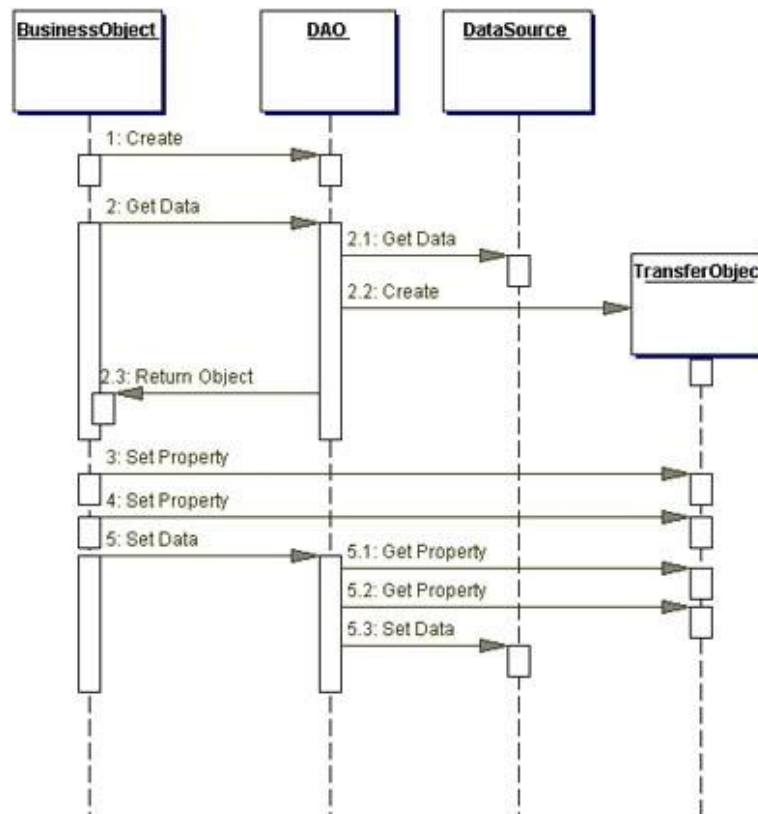 BusinessObject
DAO
DataSource
1: Create
2: Get Data
2.1: Get Data
TransferObjec
2.2: Create
2.3: Return Object
3: Set Property
4: Set Property
5: Set Data
5.1: Get Property
5.2: Get Property
5.3: Set Data